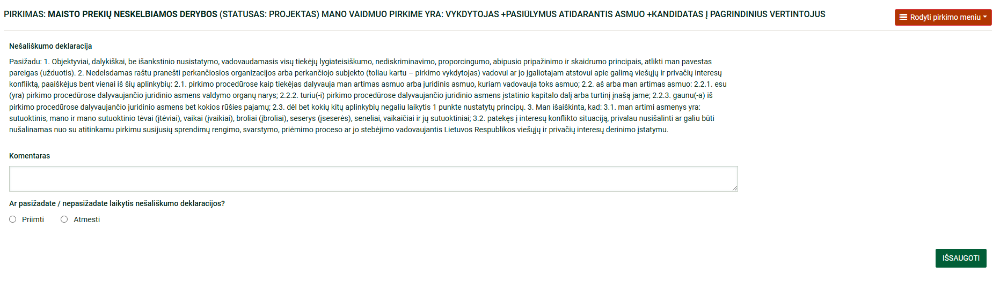 PIRKIMAS: MAISTO PREKIŲ NESKELBIAMOS DERYBOS (STATUSAS: PROJEKTAS) MANO VAIDMUO PIRKIME YRA: VYKDYTOJAS +PASIŪLYMUS ATIDARANTIS ASMUO +KANDIDATAS Į PAGRINDINIUS VERTINTOJUS
Rodyti pirkimo meniu
Nešališkumo deklaracija
Pasižadu: 1. Objektyviai, dalykiškai, be išankstinio nusistatymo, vadovaudamasis visų tiekėjų lygiateisiškumo, nediskriminavimo, proporcingumo, abipusio pripažinimo ir skaidrumo principais, atlikti man pavestas
pareigas (užduotis). 2. Nedelsdamas raštu pranešti perkančiosios organizacijos arba perkančiojo subjekto (toliau kartu – pirkimo vykdytojas) vadovui ar jo įgaliotajam atstovui apie galimą viešųjų ir privačių interesų
konfliktą, paaiškėjus bent vienai iš šių aplinkybių: 2.1. pirkimo procedūrose kaip tiekėjas dalyvauja man artimas asmuo arba juridinis asmuo, kuriam vadovauja toks asmuo; 2.2. aš arba man artimas asmuo: 2.2.1. esu
(yra) pirkimo procedūrose dalyvaujančio juridinio asmens valdymo organų narys; 2.2.2. turiu(-i) pirkimo procedūrose dalyvaujančio juridinio asmens įstatinio kapitalo dalį arba turtinį įnašą jame; 2.2.3. gaunu(-a) iš
pirkimo procedūrose dalyvaujančio juridinio asmens bet kokios rūšies pajamų; 2.3. dėl bet kokių kitų aplinkybių negaliu laikytis 1 punkte nustatytų principų. 3. Man išaiškinta, kad: 3.1. man artimi asmenys yra:
sutuoktinis, mano ir mano sutuoktinio tėvai (įtėviai), vaikai (įvaikiai), broliai (įbroliai), seserys (įseserės), seneliai, vaikaičiai ir jų sutuoktiniai; 3.2. patekęs į interesų konflikto situaciją, privalau nusišalinti ar galiu būti
nušalinamas nuo su atitinkamu pirkimu susijusių sprendimų rengimo, svarstymo, priėmimo proceso ar jo stebėjimo vadovaujantis Lietuvos Respublikos viešųjų ir privačių interesų derinimo įstatymu.
Komentaras
Ar pasižadate / nepasižadate laikytis nešališkumo deklaracijos?
Priimti Atmesti
IŠSAUGOTI